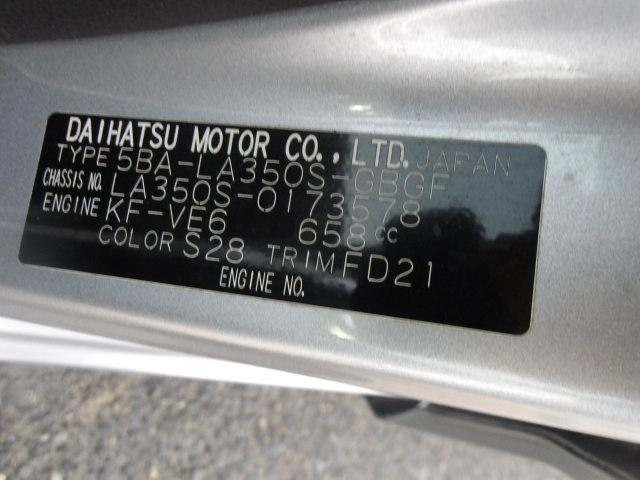 DAIHATSU MOTOR CO., LTD. JAPAN
TYPE 5BA-LA350S-GBGF
CHASSIS NO. LA350S-0173578
ENGINE KF-VE6 658cc
COLOR S28 TRIM FD21
ENGINE NO.